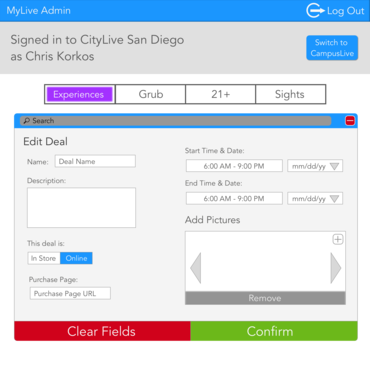 MyLive Admin
Log Out
Signed in to CityLive San Diego
as Chris Korkos
Switch to
CampusLive
Experiences
Grub
21+
Sights
Search
Edit Deal
Name:
Deal Name
Description:
This deal is:
In Store
Online
Purchase Page:
Purchase Page URL
Start Time & Date:
6:00 AM - 9:00 PM
mm/dd/yy
End Time & Date:
6:00 AM - 9:00 PM
mm/dd/yy
Add Pictures
Remove
Clear Fields
Confirm